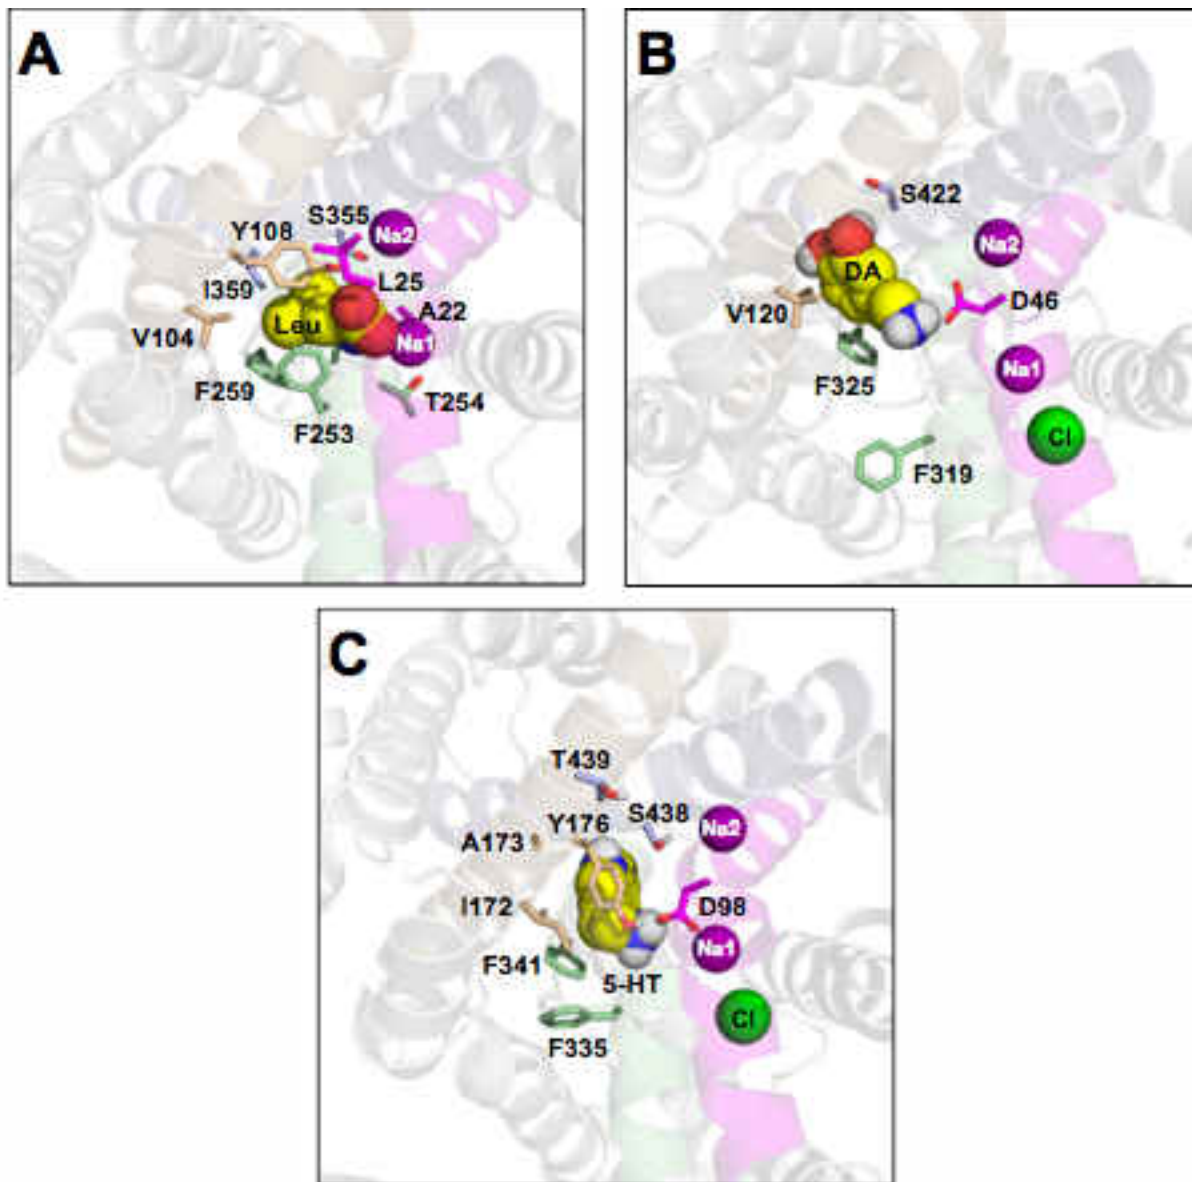 A
S355
Na2
Y108
L25
I359
A22
Leu
V104
Na1
F259
T254
F253
B
S422
Na2
DA
V120
D46
F325
Na1
Cl
F319
C
T439
S438
Y176
Na2
A173
I172
D98
F341
Na1
5-HT
Cl
F335